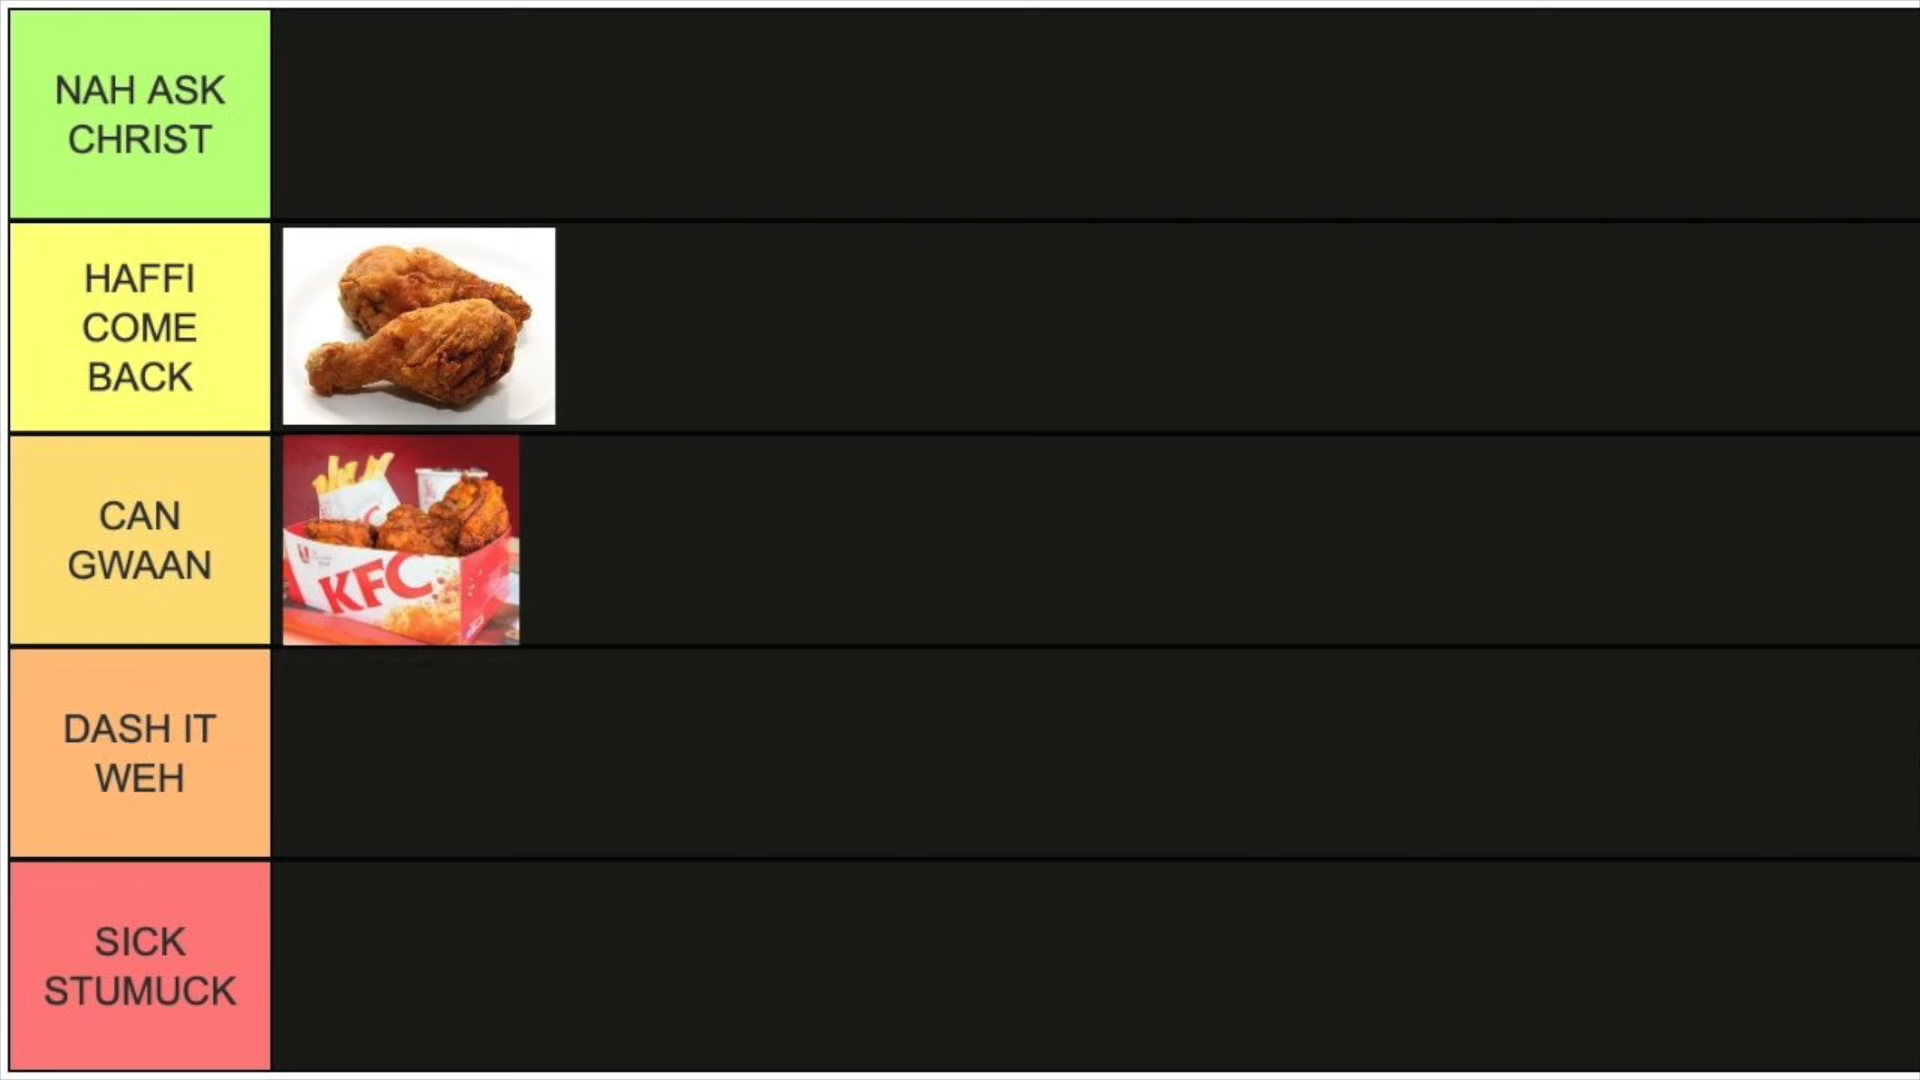 NAH ASK
CHRIST
HAFFI
COME
BACK
CAN
GWAAN
KFC
DASH IT
WEH
SICK
STUMUCK